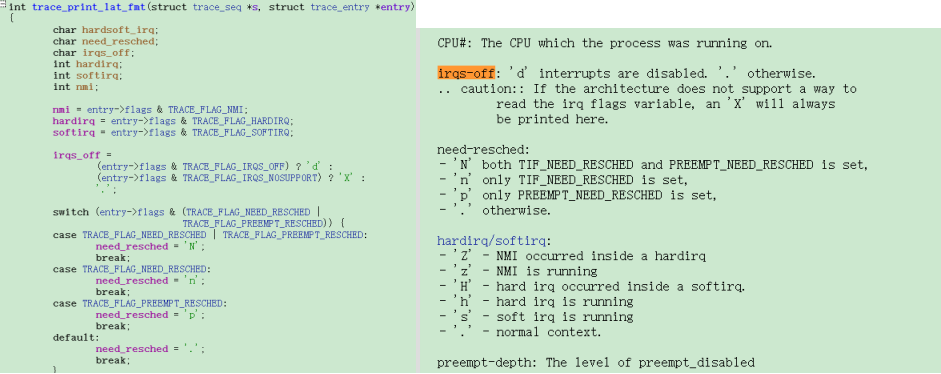 int trace_print_lat_fmt(struct trace_seq *s, struct trace_entry *entry)
{
char hardsoft_irq;
char need_resched;
char irqs_off;
int hardirq;
int softirq;
int nmi;
nmi = entry->flags & TRACE_FLAG_NMI;
hardirq = entry->flags & TRACE_FLAG_HARDIRQ;
softirq = entry->flags & TRACE_FLAG_SOFTIRQ;
irqs_off =
(entry->flags & TRACE_FLAG_IRQS_OFF) ? 'd' :
(entry->flags & TRACE_FLAG_IRQS_NOSUPPORT) ? 'X' :
'.';
switch (entry->flags & (TRACE_FLAG_NEED_RESCHED |
TRACE_FLAG_PREEMPT_RESCHED)) {
case TRACE_FLAG_NEED_RESCHED | TRACE_FLAG_PREEMPT_RESCHED:
need_resched = 'N';
break;
case TRACE_FLAG_NEED_RESCHED:
need_resched = 'n';
break;
case TRACE_FLAG_PREEMPT_RESCHED:
need_resched = 'p';
break;
default:
need_resched = '.';
break;
}
CPU#: The CPU which the process was running on.
irqs-off: 'd' interrupts are disabled. '.' otherwise.
.. caution:: If the architecture does not support a way to
read the irq flags variable, an 'X' will always
be printed here.
need-resched:
- 'N' both TIF_NEED_RESCHED and PREEMPT_NEED_RESCHED is set,
- 'n' only TIF_NEED_RESCHED is set,
- 'p' only PREEMPT_NEED_RESCHED is set,
- '.' otherwise.
hardirq/softirq:
- 'Z' - NMI occurred inside a hardirq
- 'z' - NMI is running
- 'H' - hard irq occurred inside a softirq.
- 'h' - hard irq is running
- 's' - soft irq is running
- '.' - normal context.
preempt-depth: The level of preempt_disabled